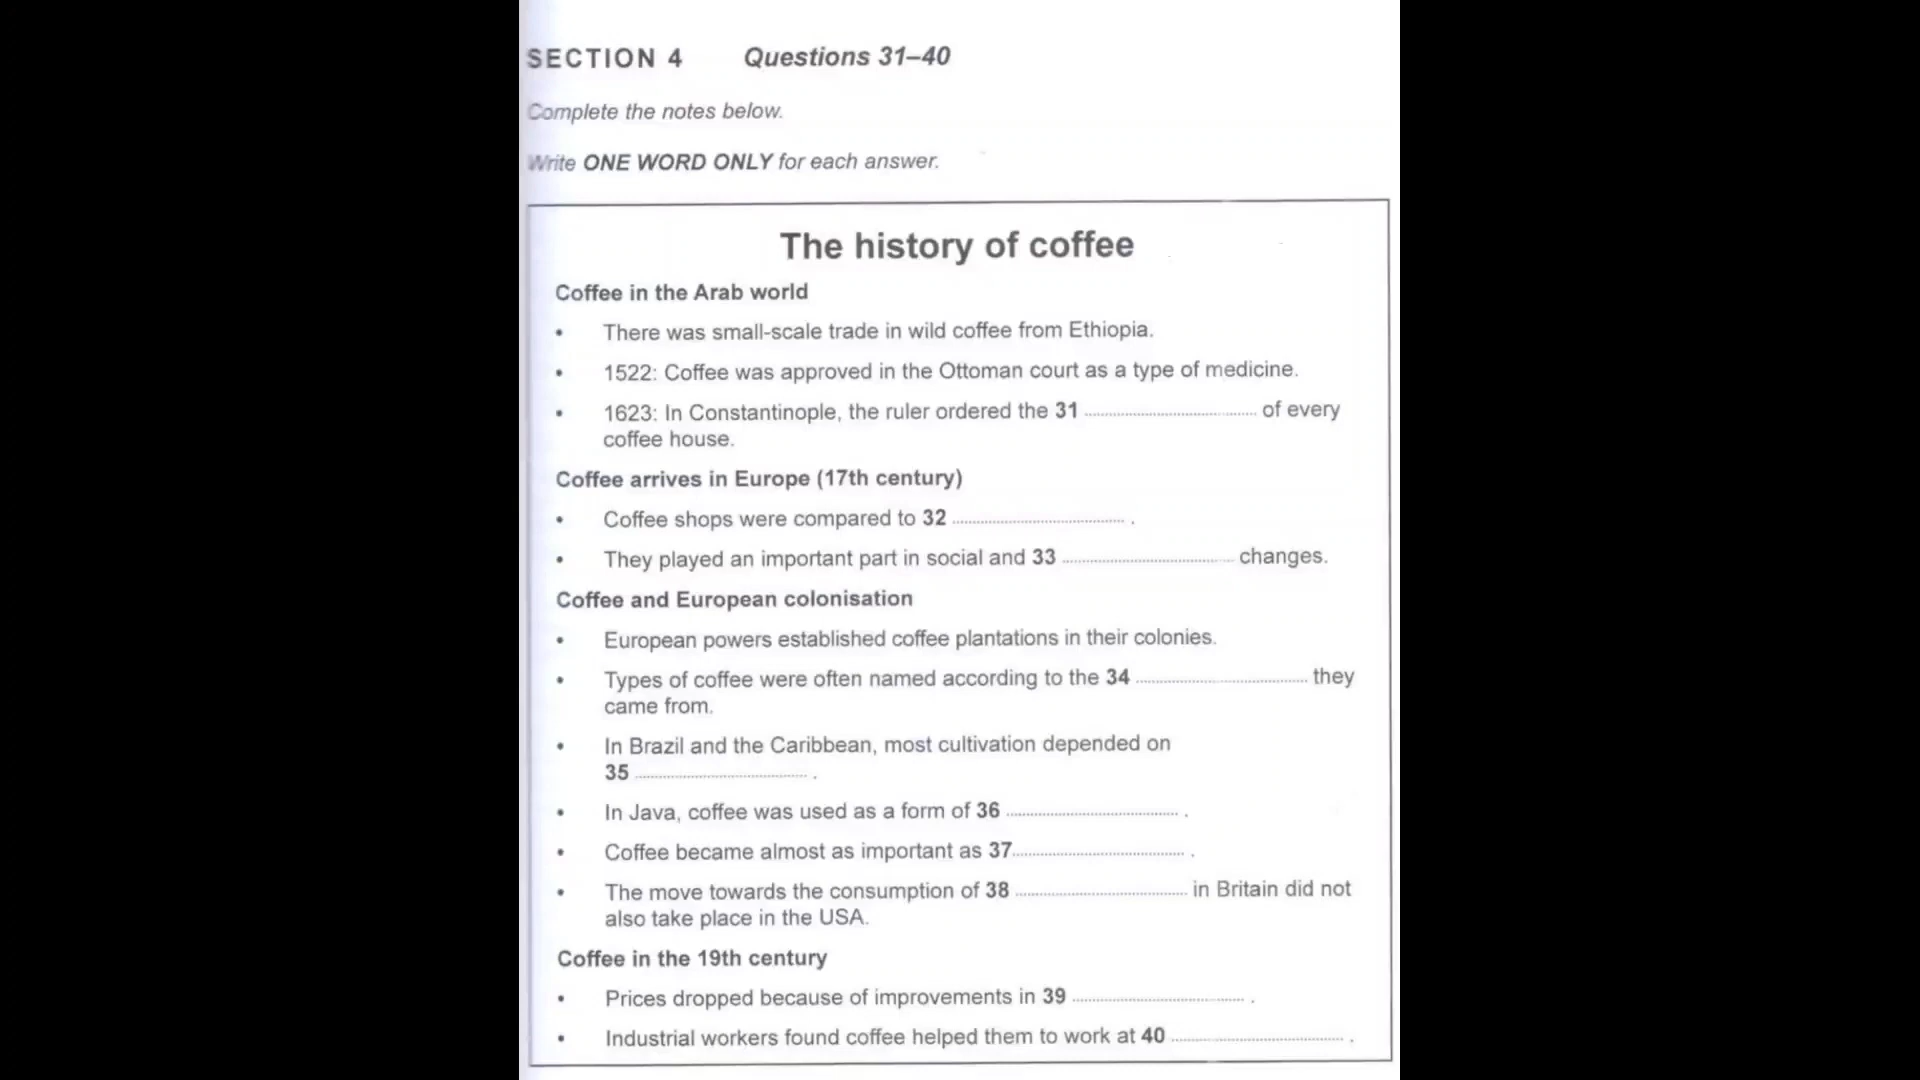 SECTION 4 Questions 31–40
Complete the notes below.
Write ONE WORD ONLY for each answer.
The history of coffee
Coffee in the Arab world
• There was small-scale trade in wild coffee from Ethiopia.
• 1522: Coffee was approved in the Ottoman court as a type of medicine.
• 1623: In Constantinople, the ruler ordered the 31 .............................. of every
coffee house.
Coffee arrives in Europe (17th century)
• Coffee shops were compared to 32 .............................. .
• They played an important part in social and 33 .............................. changes.
Coffee and European colonisation
• European powers established coffee plantations in their colonies.
• Types of coffee were often named according to the 34 .............................. they
came from.
• In Brazil and the Caribbean, most cultivation depended on
35 .............................. .
• In Java, coffee was used as a form of 36 .............................. .
• Coffee became almost as important as 37 .............................. .
• The move towards the consumption of 38 .............................. in Britain did not
also take place in the USA.
Coffee in the 19th century
• Prices dropped because of improvements in 39 .............................. .
• Industrial workers found coffee helped them to work at 40 .............................. .